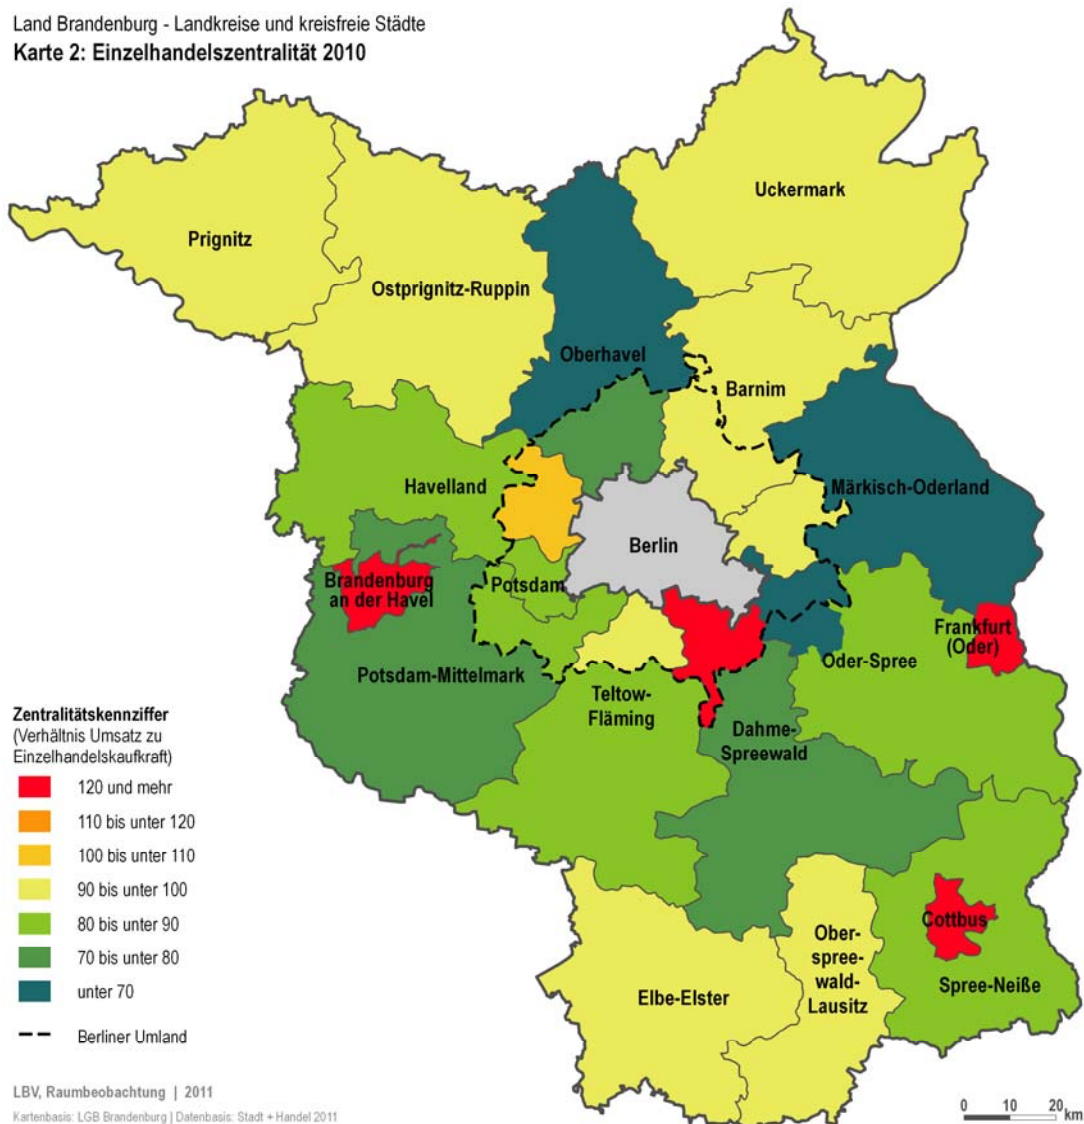 Land Brandenburg - Landkreise und kreisfreie Städte
Karte 2: Einzelhandelszentralität 2010
Uckermark
Prignitz
Ostprignitz-Ruppin
Oberhavel
Barnim
Havelland
Märkisch-Oderland
Berlin
Brandenburg
an der Havel
Potsdam
Frankfurt
(Oder)
Oder-Spree
Potsdam-Mittelmark
Teltow-
Fläming
Dahme-
Spreewald
Cottbus
Ober-
spree-
wald-
Lausitz
Spree-Neiße
Elbe-Elster
Zentralitätskennziffer
(Verhältnis Umsatz zu
Einzelhandelskaufkraft)
120 und mehr
110 bis unter 120
100 bis unter 110
90 bis unter 100
80 bis unter 90
70 bis unter 80
unter 70
Berliner Umland
LBV, Raumbeobachtung | 2011
Kartenbasis: LGB Brandenburg | Datenbasis: Stadt + Handel 2011
0 10 20 km